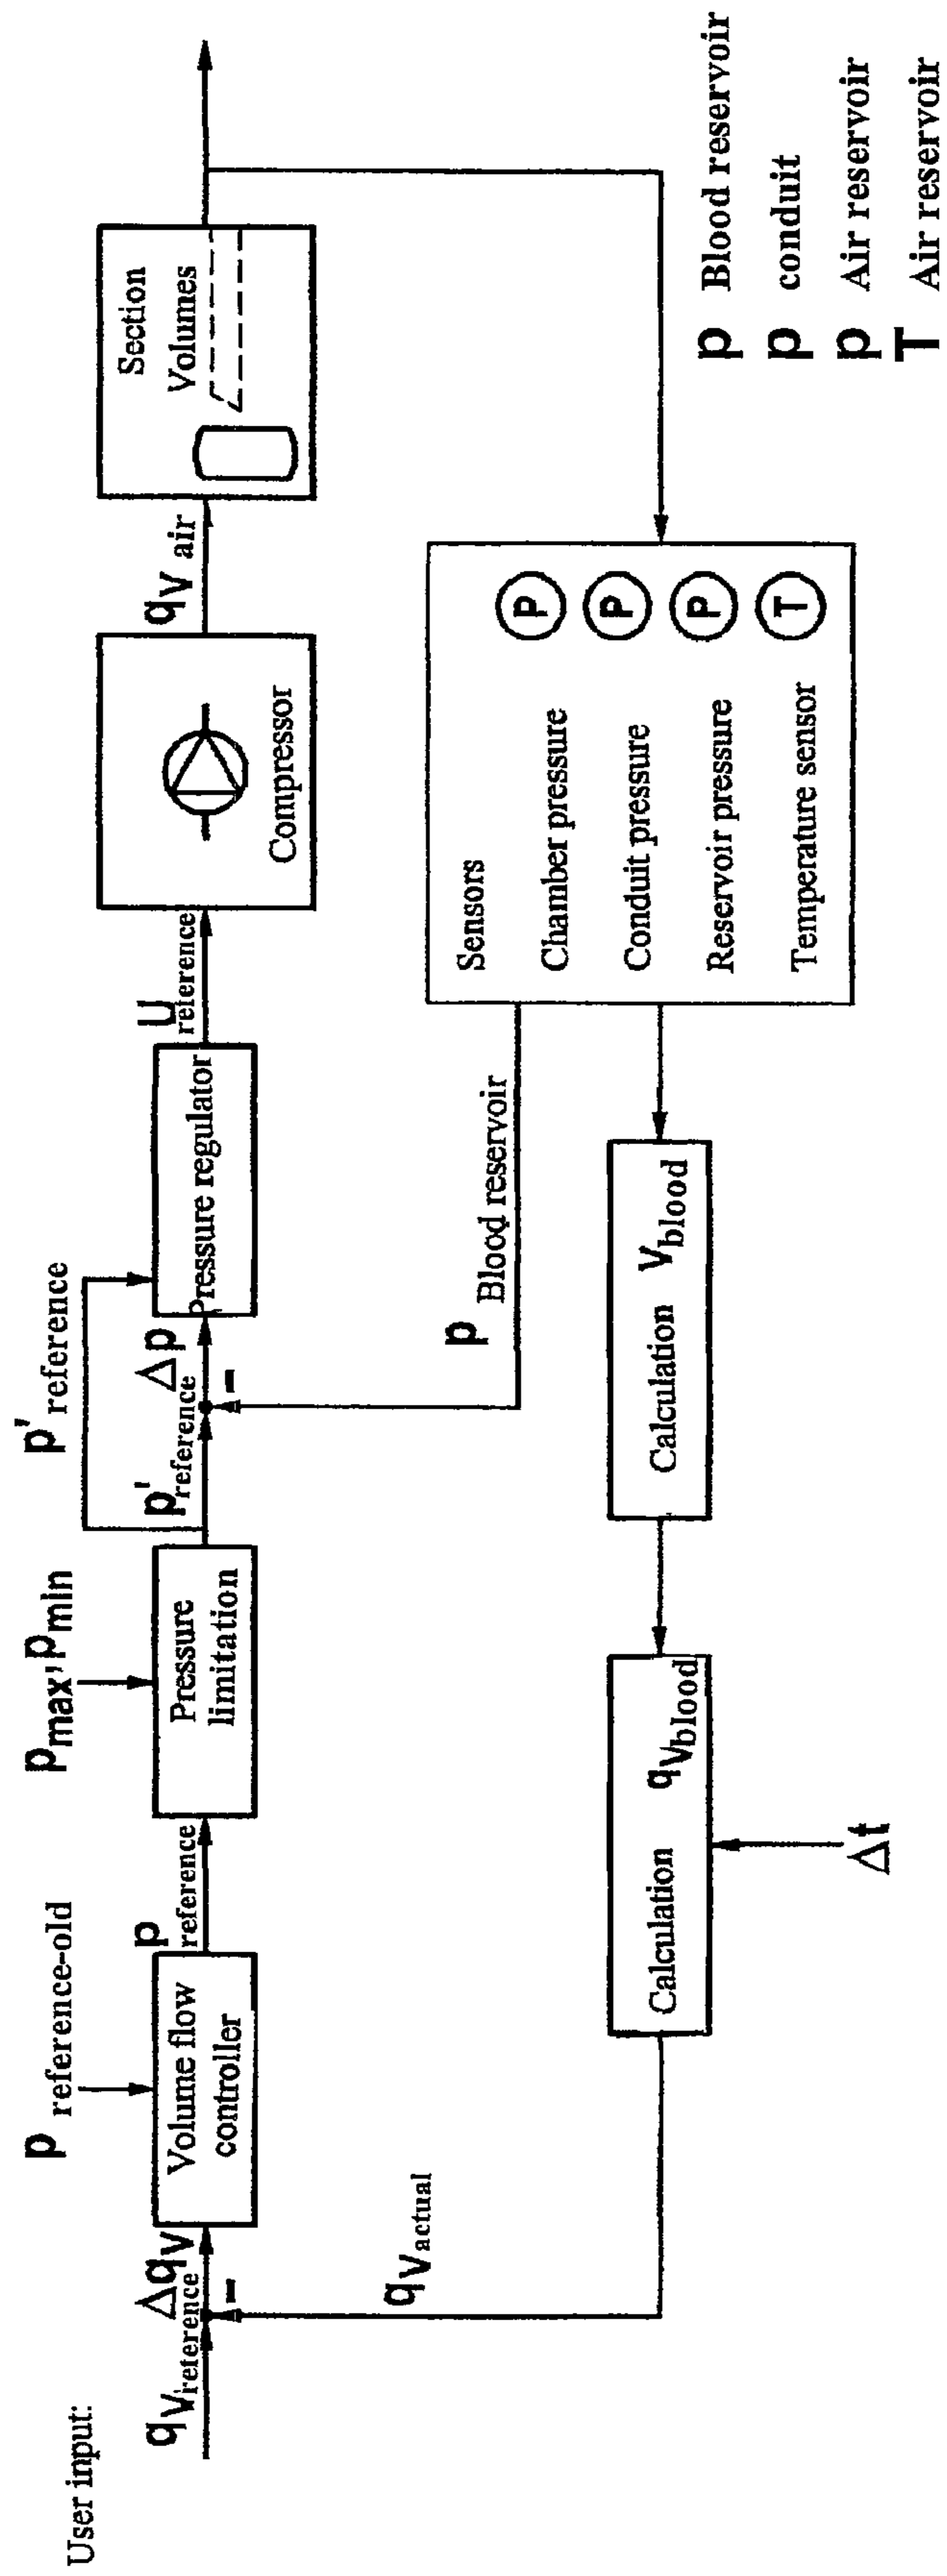 User input:
qVreference
Δqv
–
p reference-old
Volume flow
controller
p reference
pmax, pmin
Pressure
limitation
p' reference
p' reference
Δp
–
Pressure regulator
U reference
Compressor
qv air
Section
Volumes
Sensors
Chamber pressure P
Conduit pressure P
Reservoir pressure P
Temperature sensor T
p Blood reservoir
Calculation Vblood
Calculation qVblood
Δt
qVactual
p Blood reservoir
p conduit
p Air reservoir
T Air reservoir